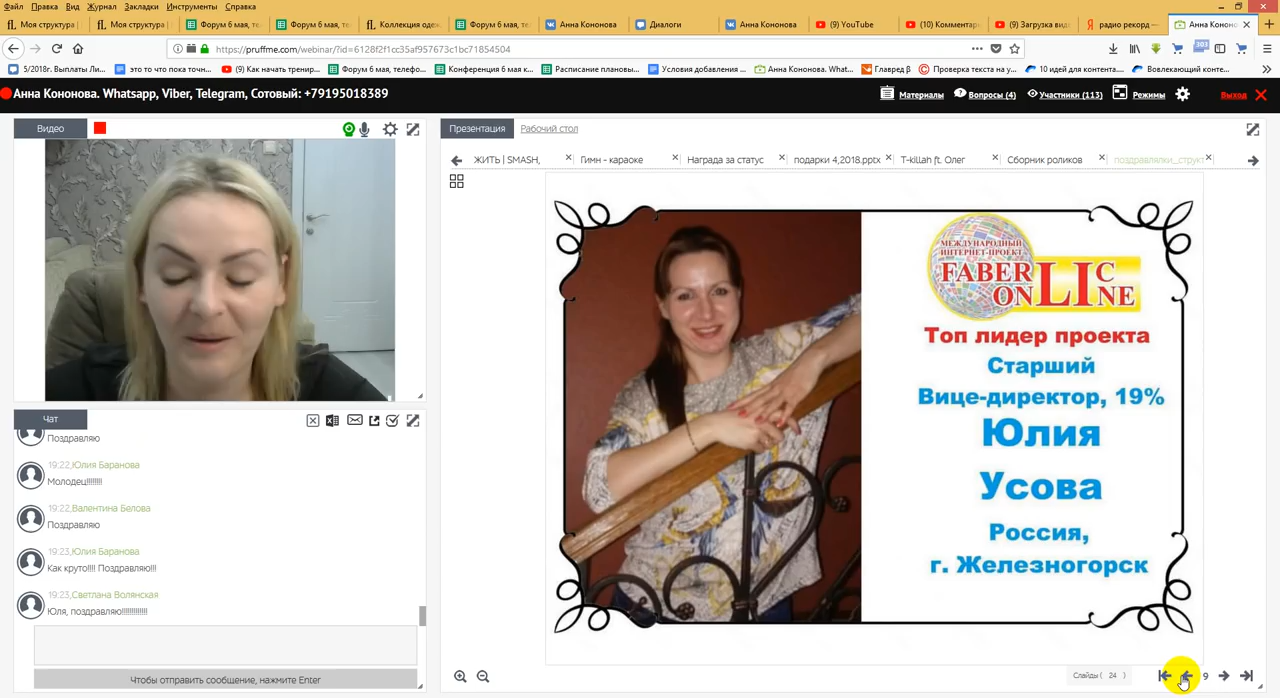 Файл Правка Вид Журнал Закладки Инструменты Справка
Моя структура | Моя структура | Форум 6 мая, те Форум 6 мая, те Коллекция одеж Форум 6 мая, те Анна Кононова Диалоги Анна Кононова (9) YouTube (10) Комментар (9) Загрузка вид радио рекорд — Анна Кононо
https://pruffme.com/webinar/?id=6128f2f1cc35af957673c1bc71854504
393
5/2018г. Выплаты Ли... это то что пока точн... (9) Как начать тренир... Форум 6 мая, телефо... Конференция 6 мая к... Расписание плановы... Условия добавления ... Анна Кононова. What... Главред β Проверка текста на у... 10 идей для контента.... Вовлекающий конте...
Анна Кононова. Whatsapp, Viber, Telegram, Сотовый: +79195018389
Материалы Вопросы (4) Участники (113) Режимы Выход
Видео
Презентация Рабочий стол
ЖИТЬ | SMASH, Гимн - караоке Награда за статус подарки 4,2018.pptx T-killah ft. Олег Сборник роликов поздравлялки_структ
МЕЖДУНАРОДНЫЙ
ИНТЕРНЕТ-ПРОЕКТ
FABERLIC
ONLINE
Топ лидер проекта
Старший
Вице-директор, 19%
Юлия
Усова
Россия,
г. Железногорск
Чат
Поздравляю
19:22,Юлия Баранова
Молодец!!!!!!!!
19:22,Валентина Белова
Поздравляю
19:23,Юлия Баранова
Как круто!!!! Поздравляю!!!
19:23,Светлана Волянская
Юля, поздравляю!!!!!!!!!!!!!
Чтобы отправить сообщение, нажмите Enter
Слайды ( 24 ) 9